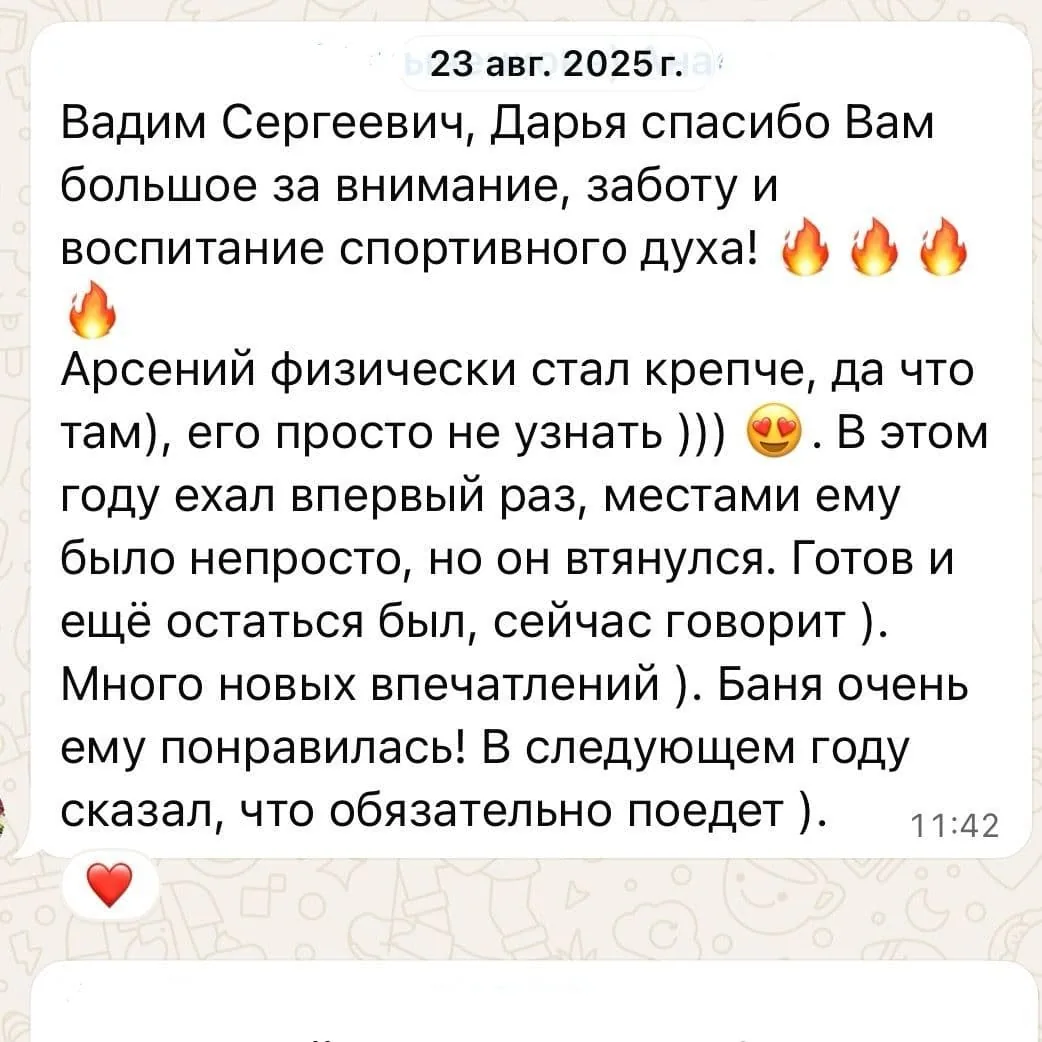 23 авг. 2025 г.
Вадим Сергеевич, Дарья спасибо Вам
большое за внимание, заботу и
воспитание спортивного духа! 🔥🔥🔥
🔥
Арсений физически стал крепче, да что
там), его просто не узнать ))) 😍. В этом
году ехал впервый раз, местами ему
было непросто, но он втянулся. Готов и
ещё остаться был, сейчас говорит ).
Много новых впечатлений ). Баня очень
ему понравилась! В следующем году
сказал, что обязательно поедет ).
11:42